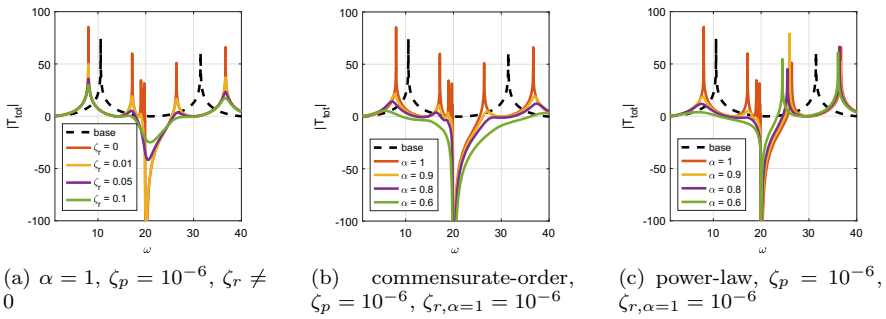 100
50
0
-50
-100
|T_tot|
base
ζ_r = 0
ζ_r = 0.01
ζ_r = 0.05
ζ_r = 0.1
10 20 30 40
ω
100
50
0
-50
-100
|T_tot|
base
α = 1
α = 0.9
α = 0.8
α = 0.6
10 20 30 40
ω
100
50
0
-50
-100
|T_tot|
base
α = 1
α = 0.9
α = 0.8
α = 0.6
10 20 30 40
ω
(a) α = 1, ζ_p = 10^{-6}, ζ_r ≠
0
(b) commensurate-order,
ζ_p = 10^{-6}, ζ_{r,α=1} = 10^{-6}
(c) power-law, ζ_p = 10^{-6},
ζ_{r,α=1} = 10^{-6}